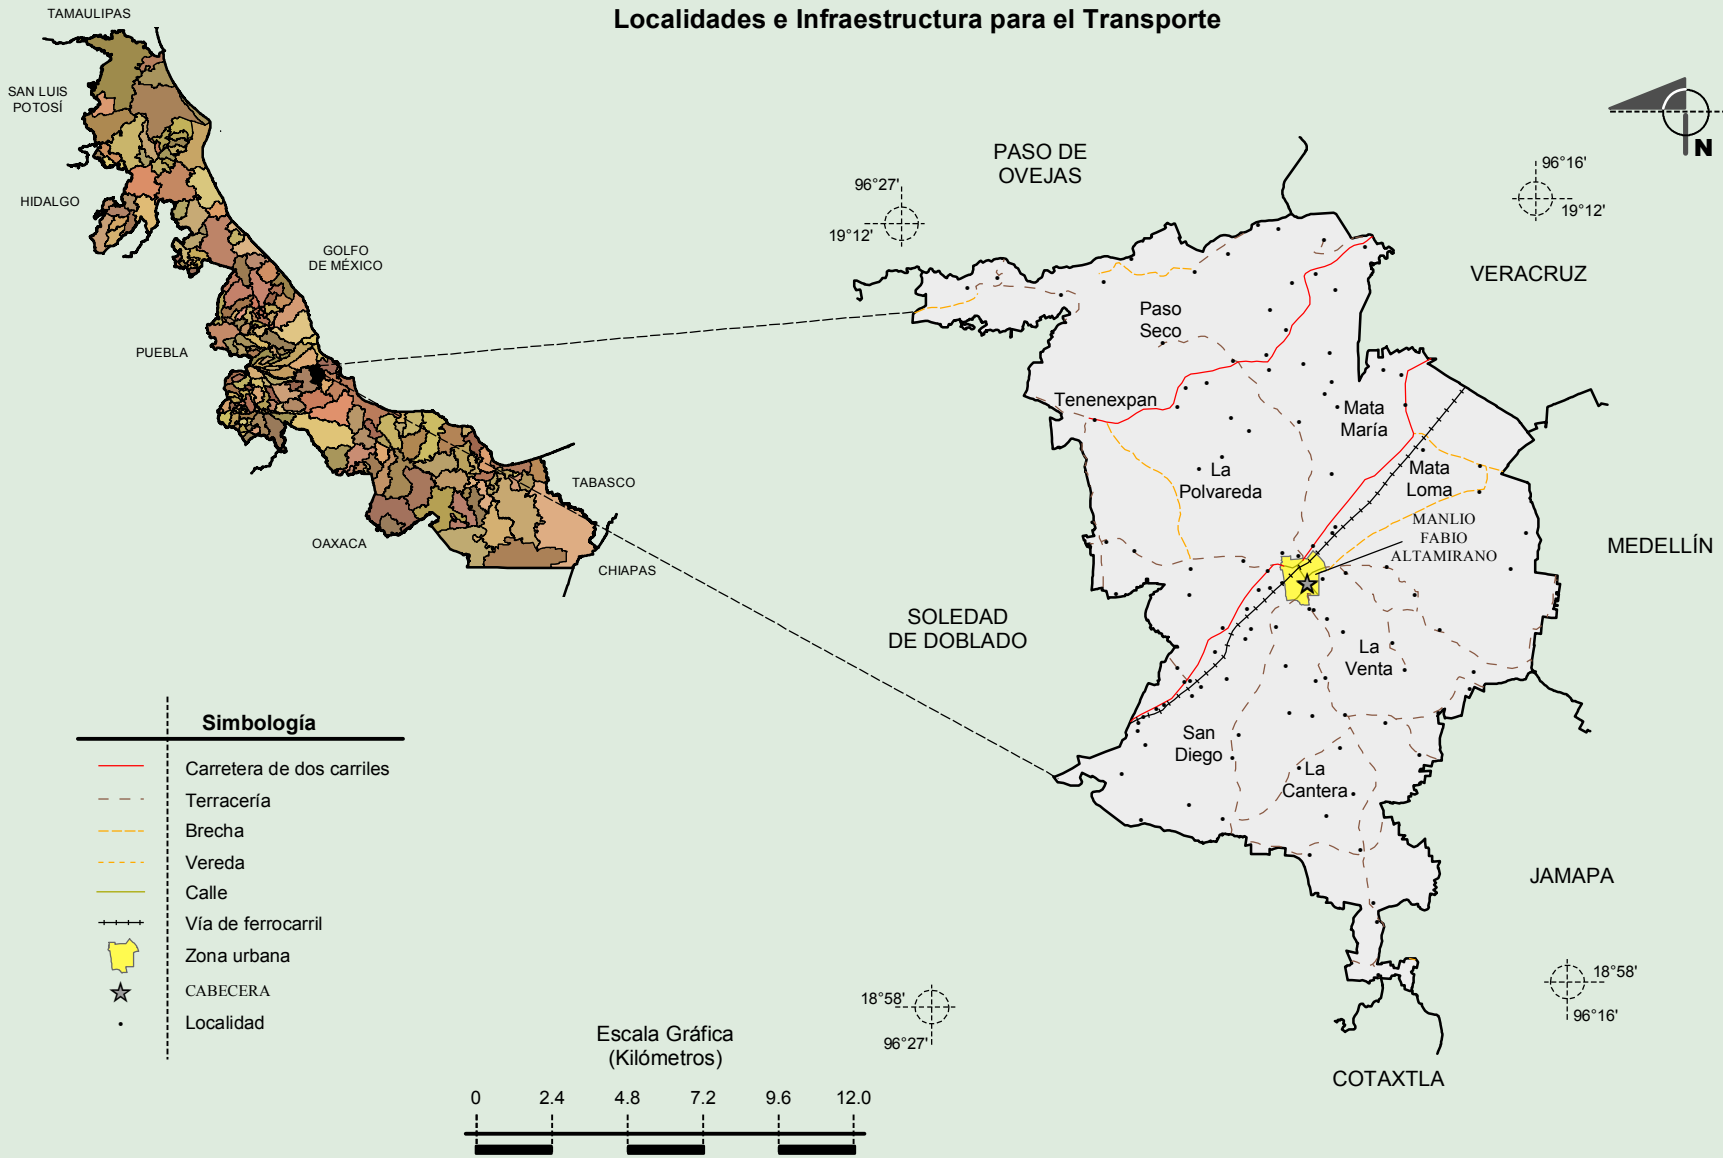 Localidades e Infraestructura para el Transporte
TAMAULIPAS
SAN LUIS
POTOSÍ
HIDALGO
GOLFO
DE MÉXICO
PUEBLA
OAXACA
TABASCO
CHIAPAS
N
PASO DE
OVEJAS
96°27'
19°12'
96°16'
19°12'
VERACRUZ
Paso
Seco
Tenenexpan
Mata
María
La
Polvareda
Mata
Loma
MANLIO
FABIO
ALTAMIRANO
MEDELLÍN
SOLEDAD
DE DOBLADO
La
Venta
San
Diego
La
Cantera
JAMAPA
18°58'
96°27'
18°58'
96°16'
COTAXTLA
Simbología
Carretera de dos carriles
Terracería
Brecha
Vereda
Calle
Vía de ferrocarril
Zona urbana
CABECERA
Localidad
Escala Gráfica
(Kilómetros)
0 2.4 4.8 7.2 9.6 12.0